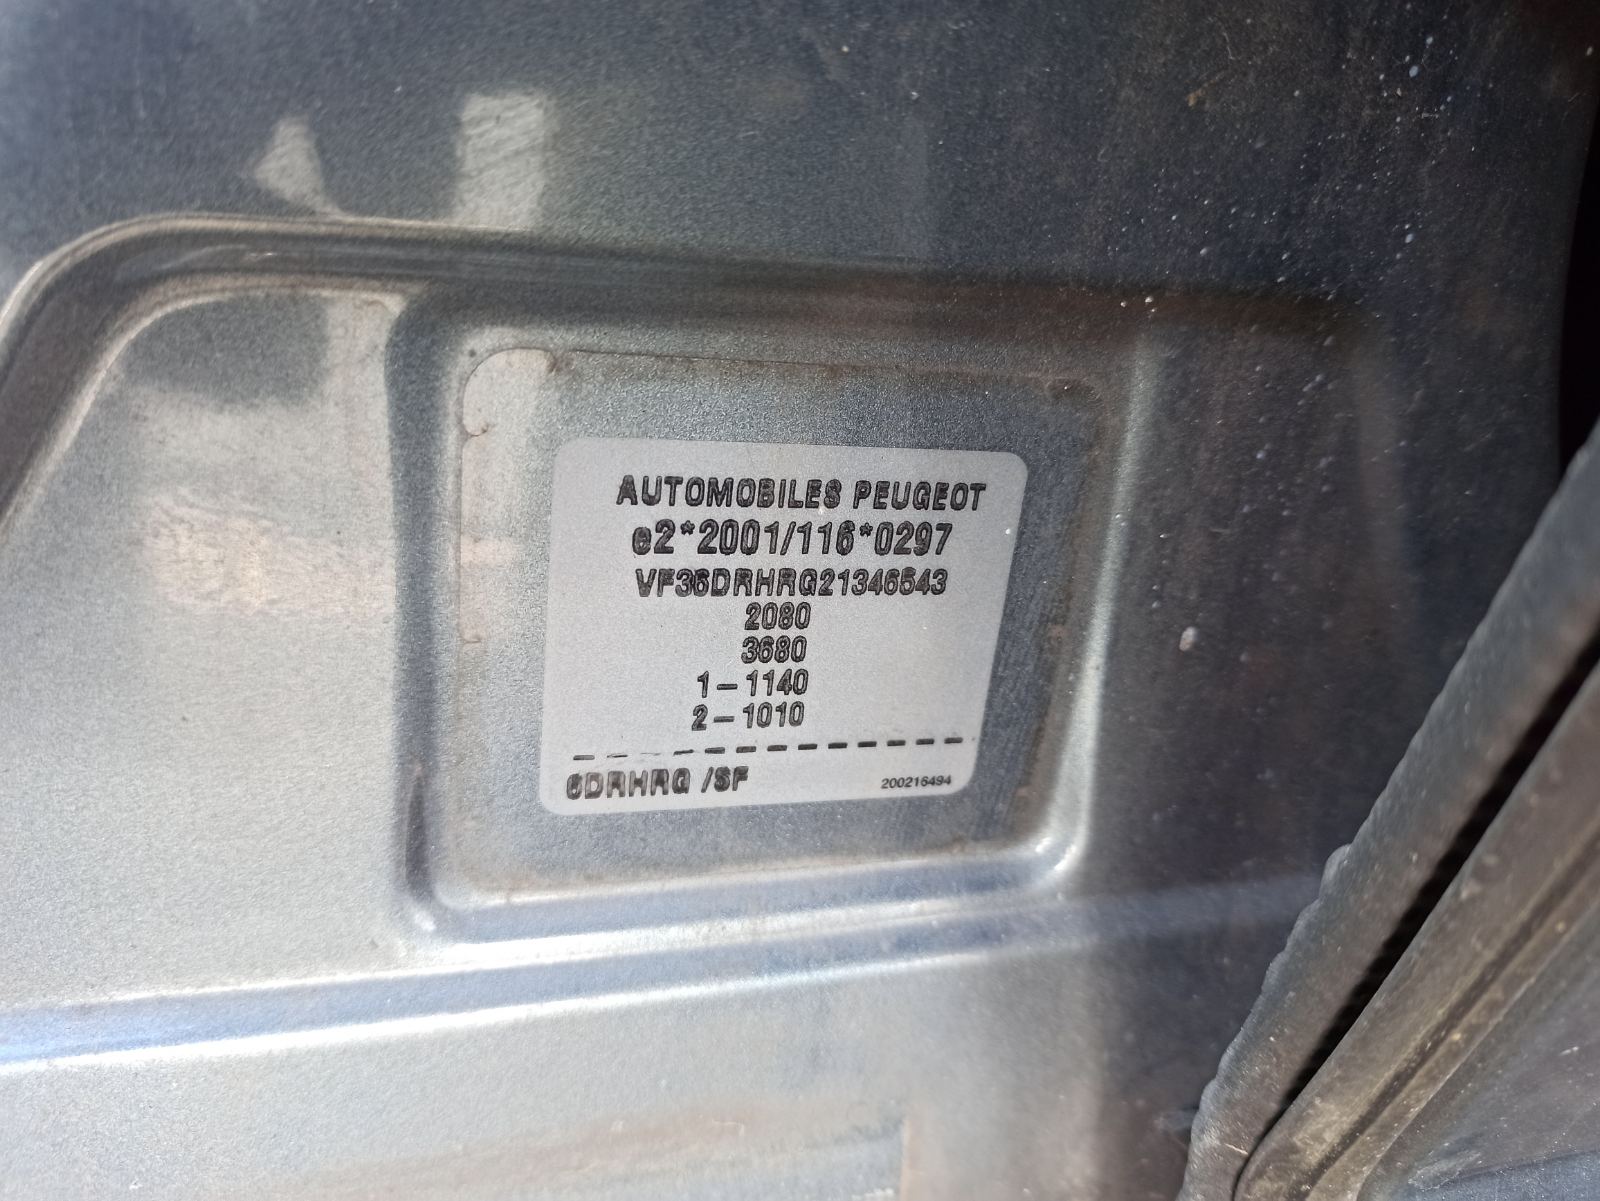 AUTOMOBILES PEUGEOT
e2*2001/116*0297
VF36DRHRG21346543
2080
3680
1-1140
2-1010
6DRHRG /SF
200216494